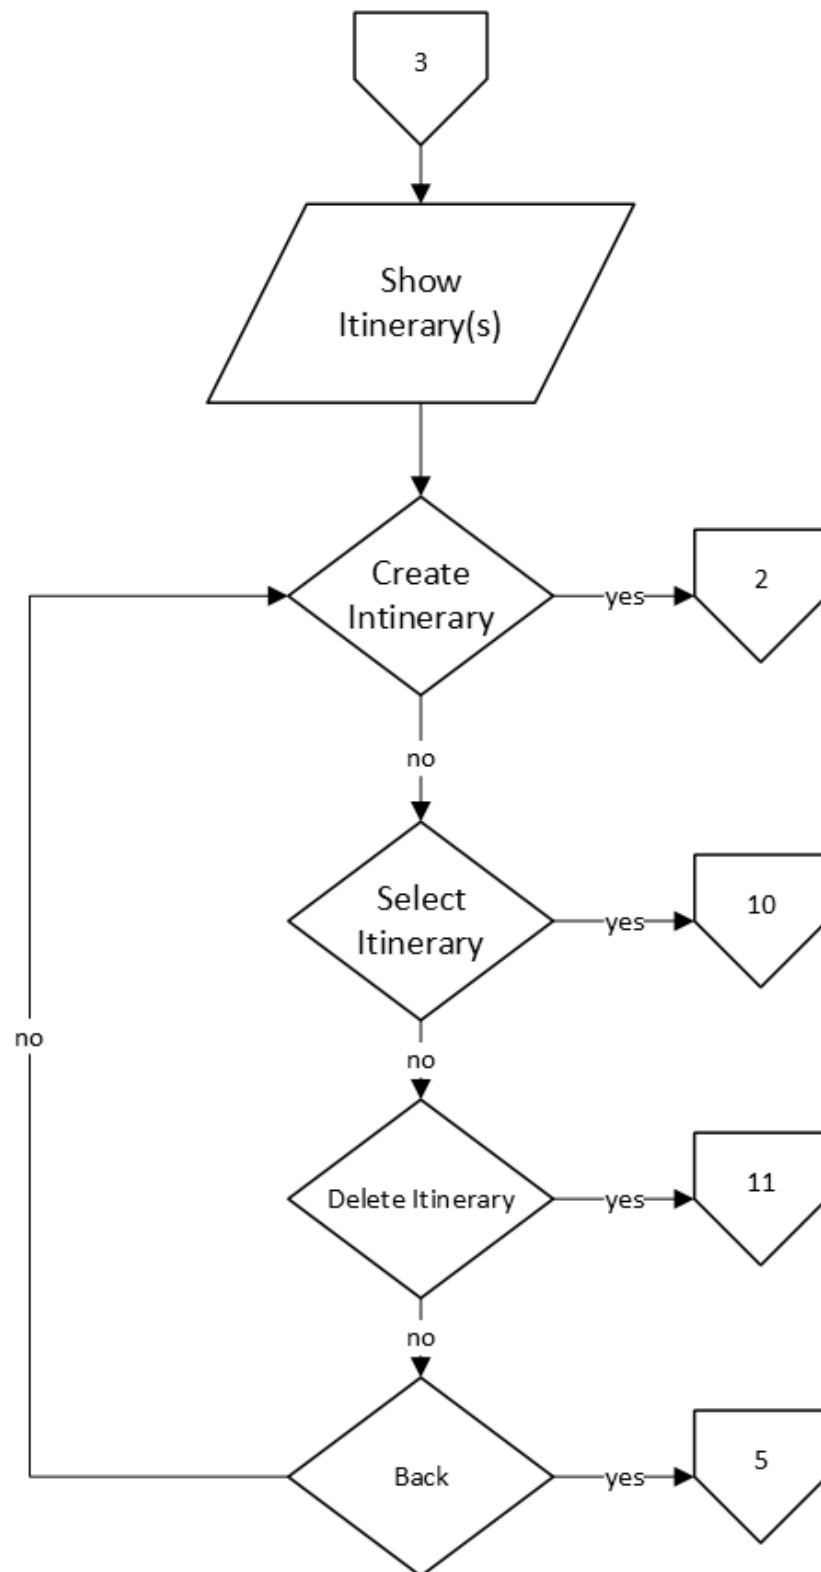 3
Show
Itinerary(s)
Create
Intinerary
yes
2
no
Select
Itinerary
yes
10
no
no
Delete Itinerary
yes
11
no
Back
yes
5